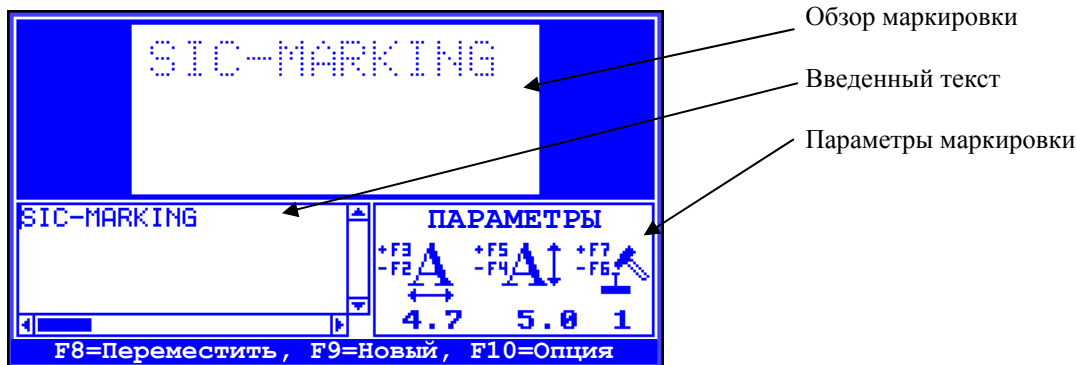 Обзор маркировки
SIC-MARKING
Введенный текст
Параметры маркировки
SIC-MARKING
ПАРАМЕТРЫ
+F3 +F5 +F7
-F2 A -F4 A -F6
4.7 5.0 1
F8=Переместить, F9=Новый, F10=Опция